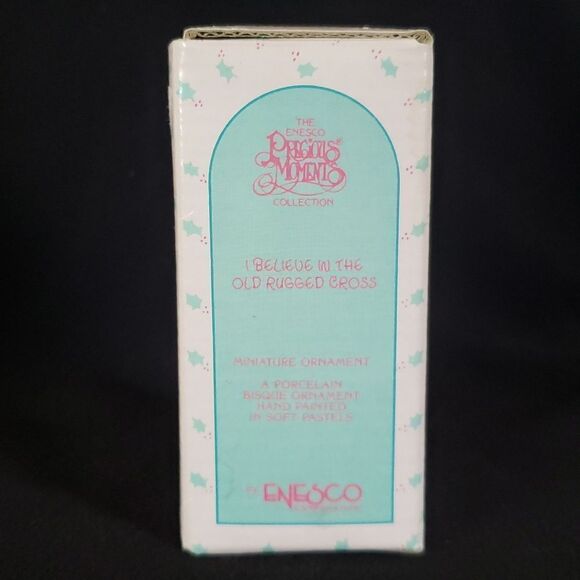 THE
ENESCO
PRECIOUS®
MOMENTS
COLLECTION
I BELIEVE IN THE
OLD RUGGED CROSS
MINIATURE ORNAMENT
A PORCELAIN
BISQUE ORNAMENT
HAND PAINTED
IN SOFT PASTELS
BY ENESCO